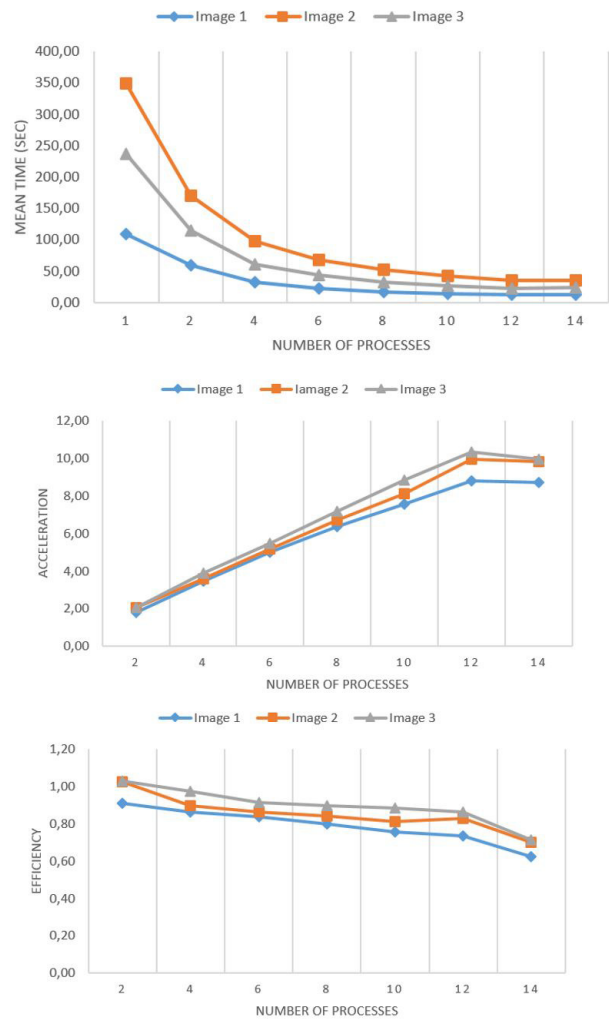 Image 1 Image 2 Image 3
400,00
350,00
300,00
250,00
200,00
150,00
100,00
50,00
0,00
MEAN TIME (SEC)
1 2 4 6 8 10 12 14
NUMBER OF PROCESSES
Image 1 Iamage 2 Image 3
12,00
10,00
8,00
6,00
4,00
2,00
0,00
ACCELERATION
2 4 6 8 10 12 14
NUMBER OF PROCESSES
Image 1 Image 2 Image 3
1,20
1,00
0,80
0,60
0,40
0,20
0,00
EFFICIENCY
2 4 6 8 10 12 14
NUMBER OF PROCESSES